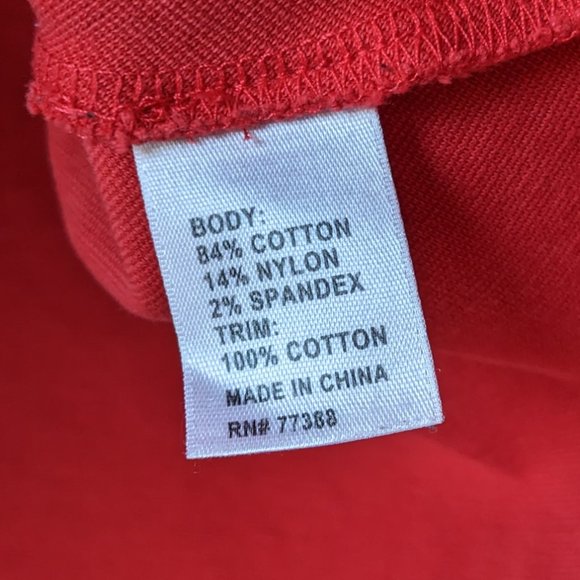 BODY:
84% COTTON
14% NYLON
2% SPANDEX
TRIM:
100% COTTON
MADE IN CHINA
RN# 77388